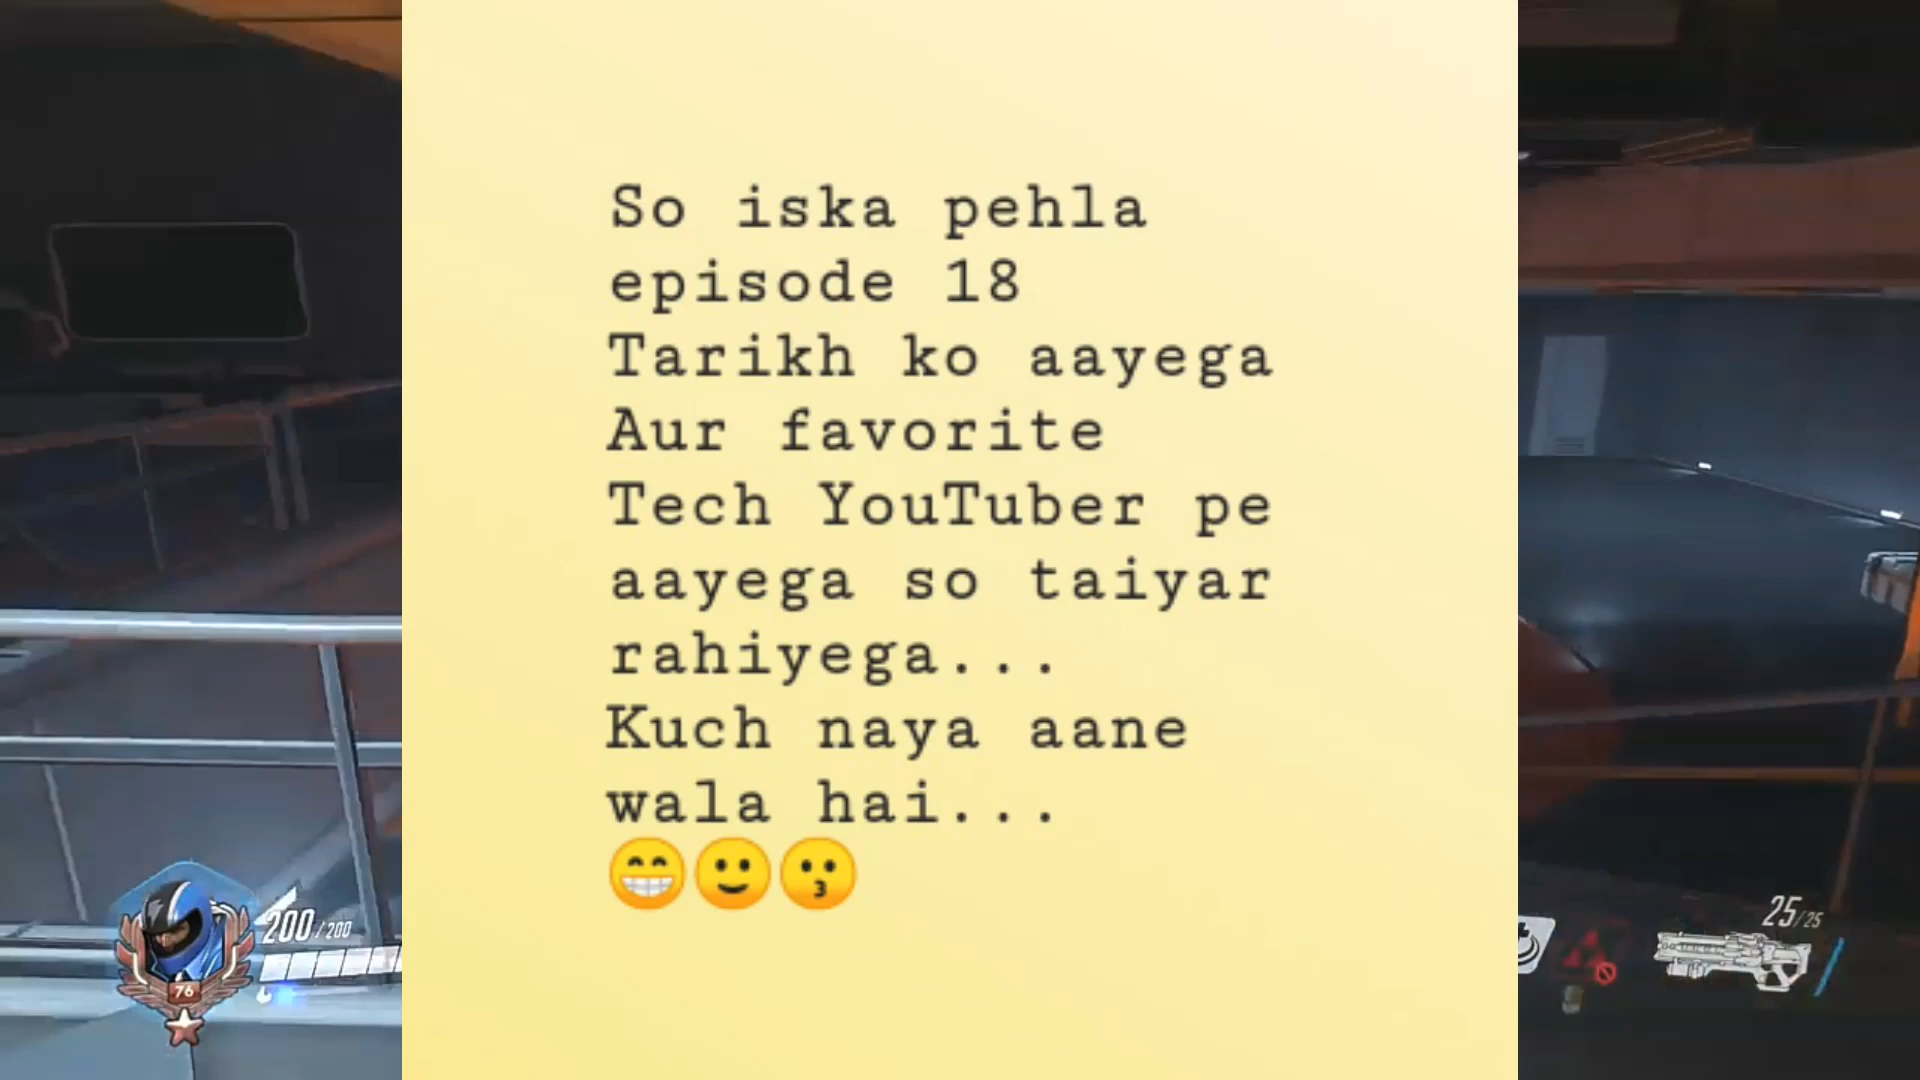 So iska pehla
episode 18
Tarikh ko aayega
Aur favorite
Tech YouTuber pe
aayega so taiyar
rahiyega...
Kuch naya aane
wala hai...
😁🙂😗
200/200
76
25/25